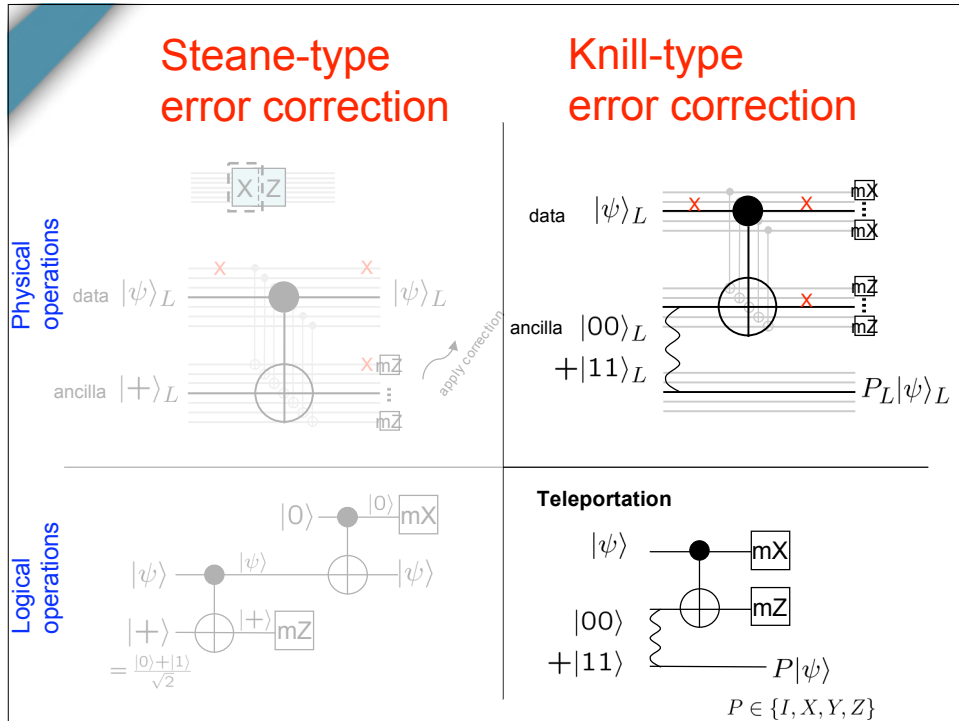 Steane-type
error correction
Knill-type
error correction
Physical
operations
X Z
X X
data |ψ⟩_L |ψ⟩_L
X mZ
ancilla |+⟩_L
mZ
apply correction
mX
data |ψ⟩_L X X
mX
mZ
X
ancilla |00⟩_L mZ
+|11⟩_L
P_L|ψ⟩_L
Logical
operations
|0⟩ |0⟩ mX
|ψ⟩ |ψ⟩ |ψ⟩
|+⟩ |+⟩ mZ
= \frac{|0⟩+|1⟩}{\sqrt{2}}
Teleportation
|ψ⟩ mX
mZ
|00⟩
+|11⟩ P|ψ⟩
P ∈ {I, X, Y, Z}